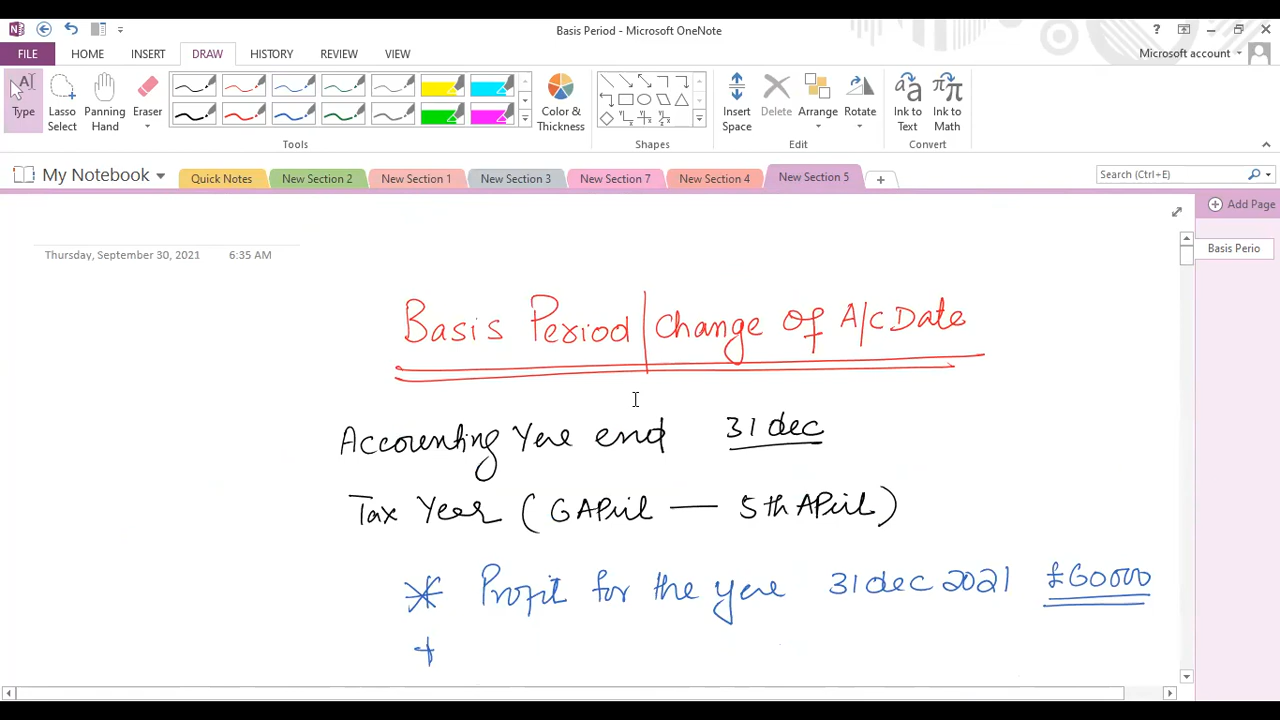 Basis Period - Microsoft OneNote
?
FILE HOME INSERT DRAW HISTORY REVIEW VIEW
Microsoft account
Type
Lasso Select
Panning Hand
Eraser
Color & Thickness
Insert Space
Delete
Arrange
Rotate
Ink to Text
Ink to Math
Tools Shapes Edit Convert
My Notebook Quick Notes New Section 2 New Section 1 New Section 3 New Section 7 New Section 4 New Section 5
Search (Ctrl+E)
Add Page
Basis Perio
Thursday, September 30, 2021 6:35 AM
Basis Period | Change of A/C Date
Accounting Yere end 31 dec
Tax Year (6 APril — 5th APril)
* Profit for the yere 31 dec 2021 £60000
+